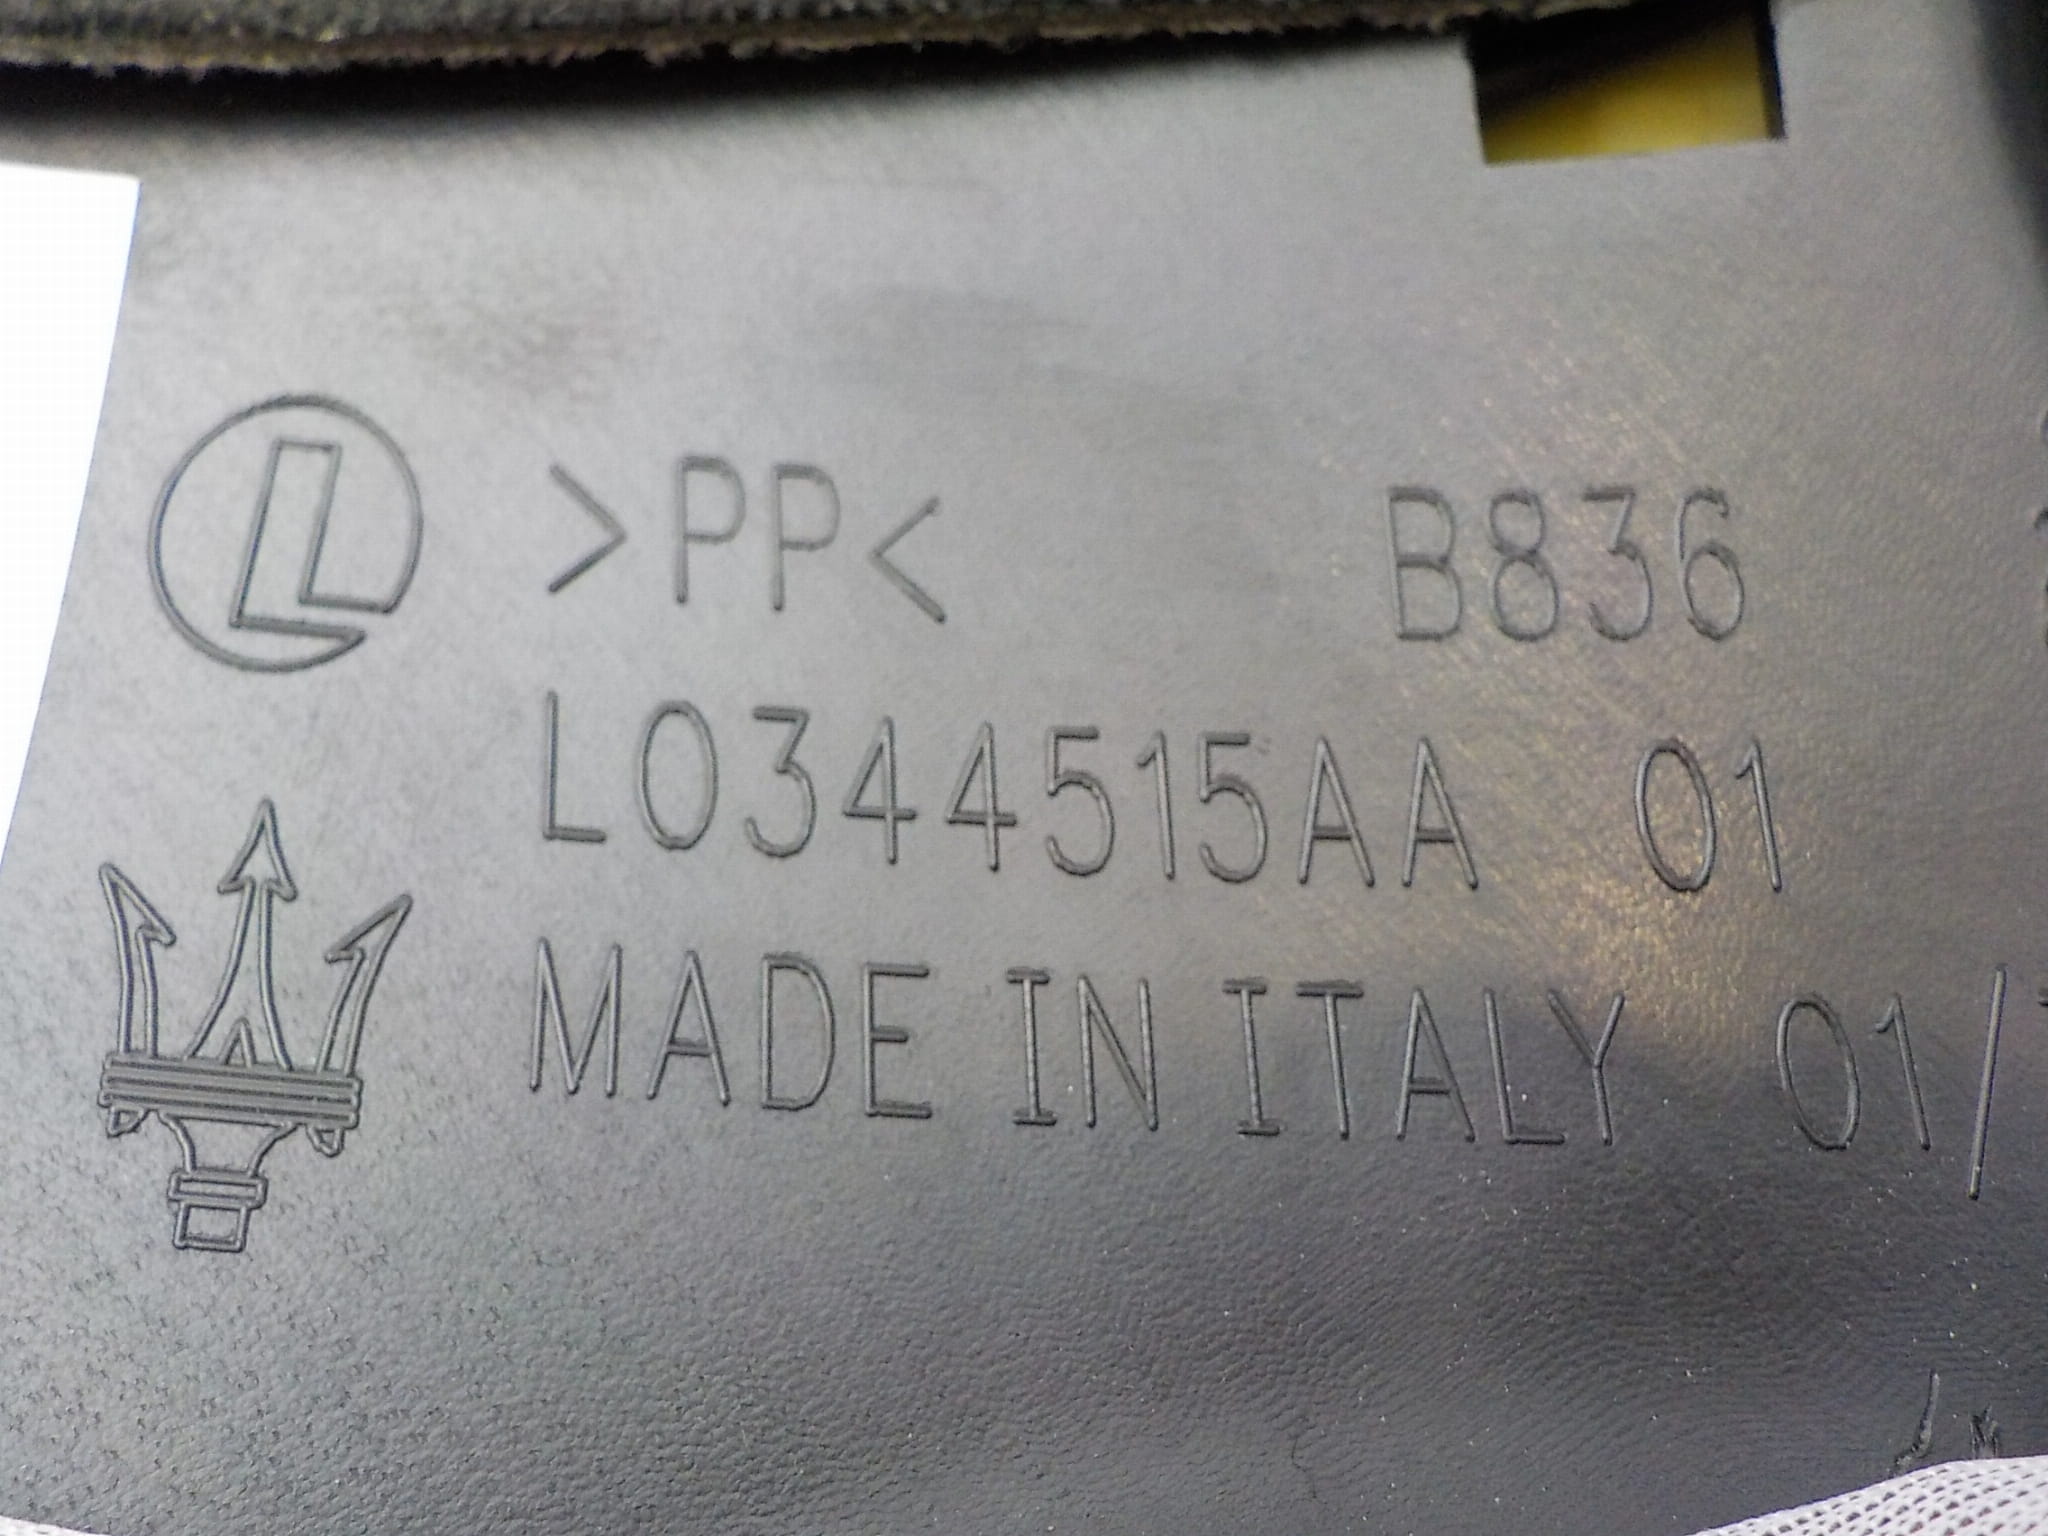 L >PP< B836
L0344515AA 01
MADE IN ITALY 01/